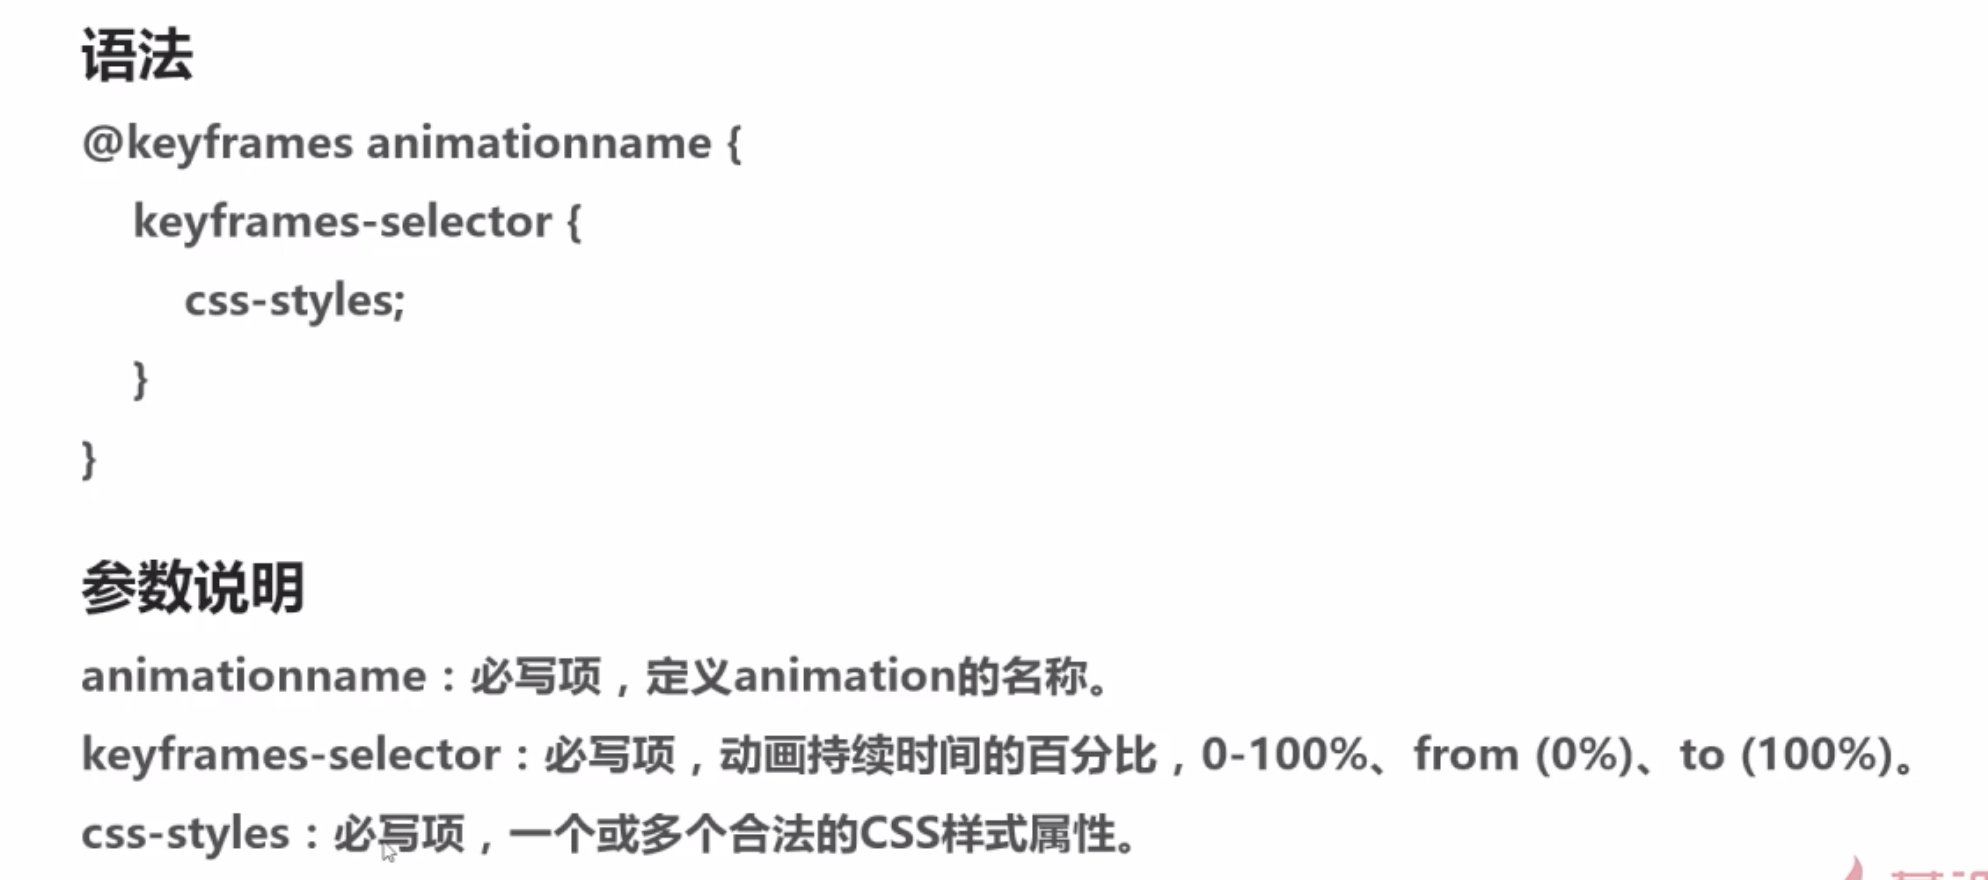 语法
@keyframes animationname {
keyframes-selector {
css-styles;
}
}
参数说明
animationname：必写项，定义animation的名称。
keyframes-selector：必写项，动画持续时间的百分比，0-100%、from (0%)、to (100%)。
css-styles：必写项，一个或多个合法的CSS样式属性。